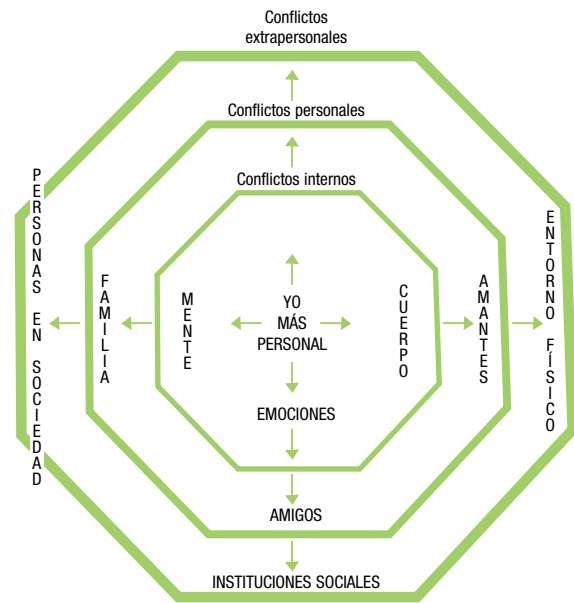 Conflictos
extrapersonales
Conflictos personales
Conflictos internos
PERSONAS EN SOCIEDAD
FAMILIA
MENTE
YO
MÁS
PERSONAL
CUERPO
AMANTES
ENTORNO FÍSICO
EMOCIONES
AMIGOS
INSTITUCIONES SOCIALES